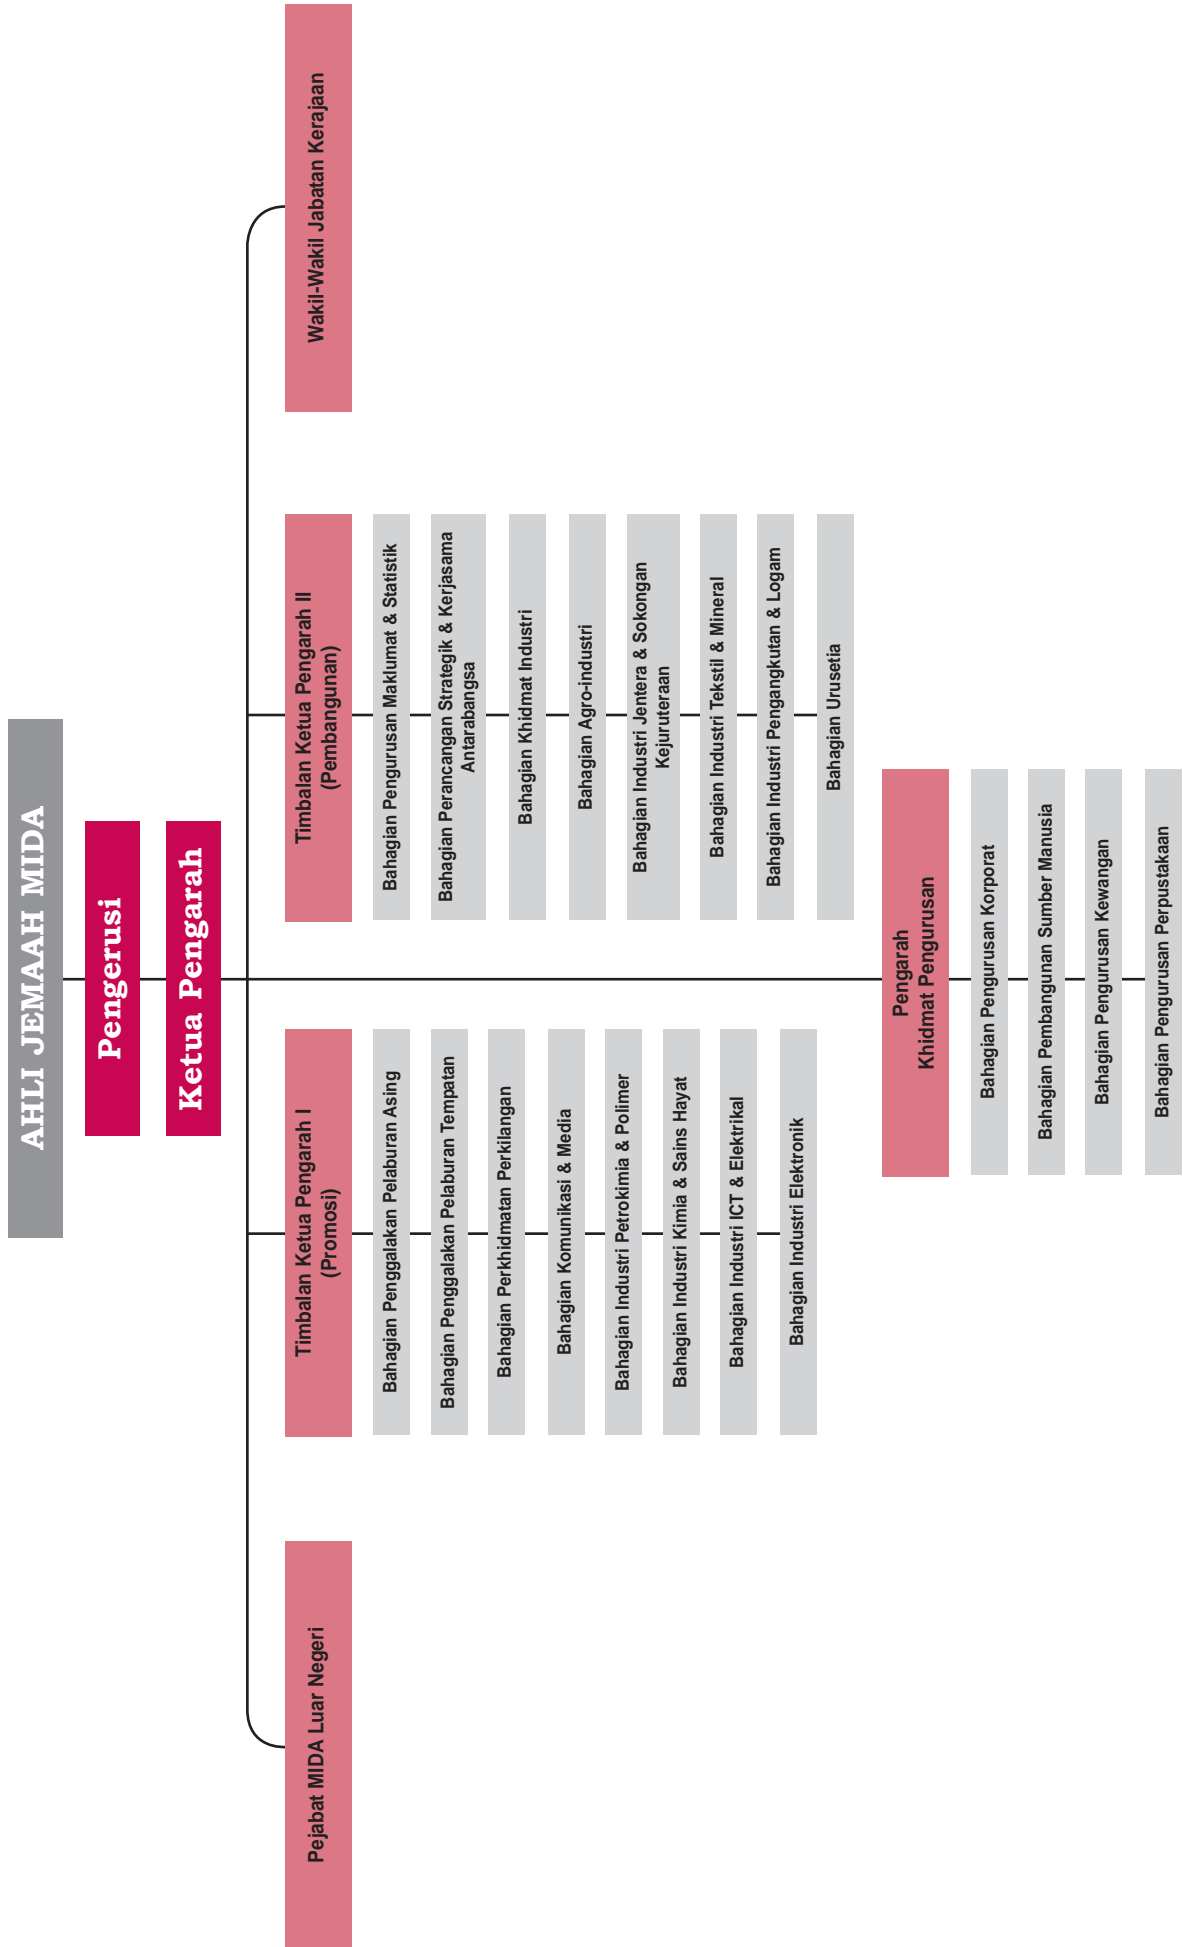 AHLI JEMAAH MIDA
Pengerusi
Ketua Pengarah
Pejabat MIDA Luar Negeri
Timbalan Ketua Pengarah I
(Promosi)
Bahagian Penggalakan Pelaburan Asing
Bahagian Penggalakan Pelaburan Tempatan
Bahagian Perkhidmatan Perkilangan
Bahagian Komunikasi & Media
Bahagian Industri Petrokimia & Polimer
Bahagian Industri Kimia & Sains Hayat
Bahagian Industri ICT & Elektrikal
Bahagian Industri Elektronik
Timbalan Ketua Pengarah II
(Pembangunan)
Bahagian Pengurusan Maklumat & Statistik
Bahagian Perancangan Strategik & Kerjasama
Antarabangsa
Bahagian Khidmat Industri
Bahagian Agro-industri
Bahagian Industri Jentera & Sokongan
Kejuruteraan
Bahagian Industri Tekstil & Mineral
Bahagian Industri Pengangkutan & Logam
Bahagian Urusetia
Wakil-Wakil Jabatan Kerajaan
Pengarah
Khidmat Pengurusan
Bahagian Pengurusan Korporat
Bahagian Pembangunan Sumber Manusia
Bahagian Pengurusan Kewangan
Bahagian Pengurusan Perpustakaan